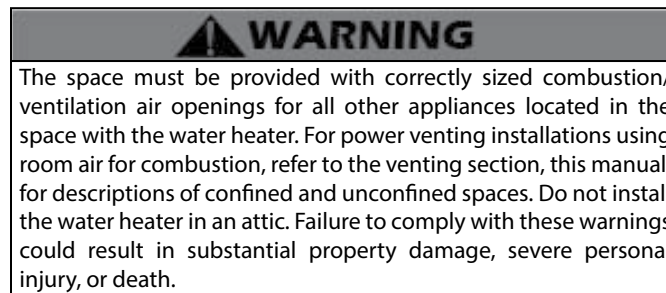 WARNING
The space must be provided with correctly sized combustion/
ventilation air openings for all other appliances located in the
space with the water heater. For power venting installations using
room air for combustion, refer to the venting section, this manual
for descriptions of confined and unconfined spaces. Do not instal
the water heater in an attic. Failure to comply with these warnings
could result in substantial property damage, severe persona
injury, or death.